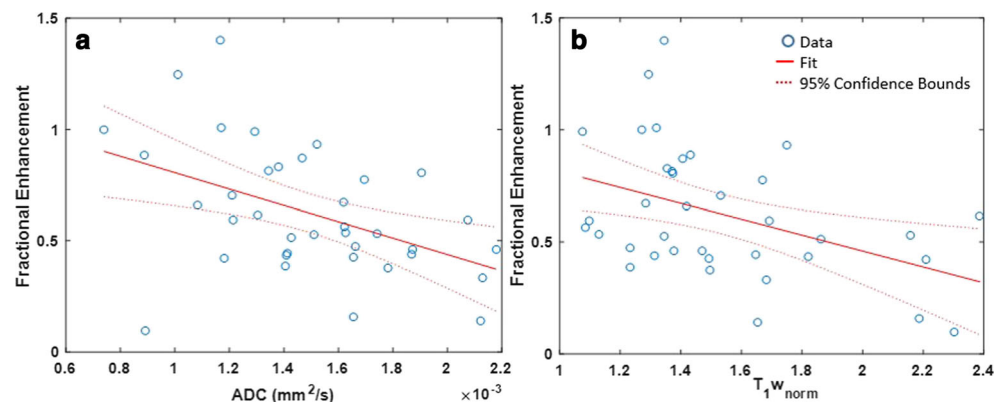 a
1.5
1
0.5
0
Fractional Enhancement
0.6 0.8 1 1.2 1.4 1.6 1.8 2 2.2
ADC (mm²/s) ×10⁻³
b
1.5
1
0.5
0
Fractional Enhancement
1 1.2 1.4 1.6 1.8 2 2.2 2.4
T₁w_norm
Data
Fit
95% Confidence Bounds